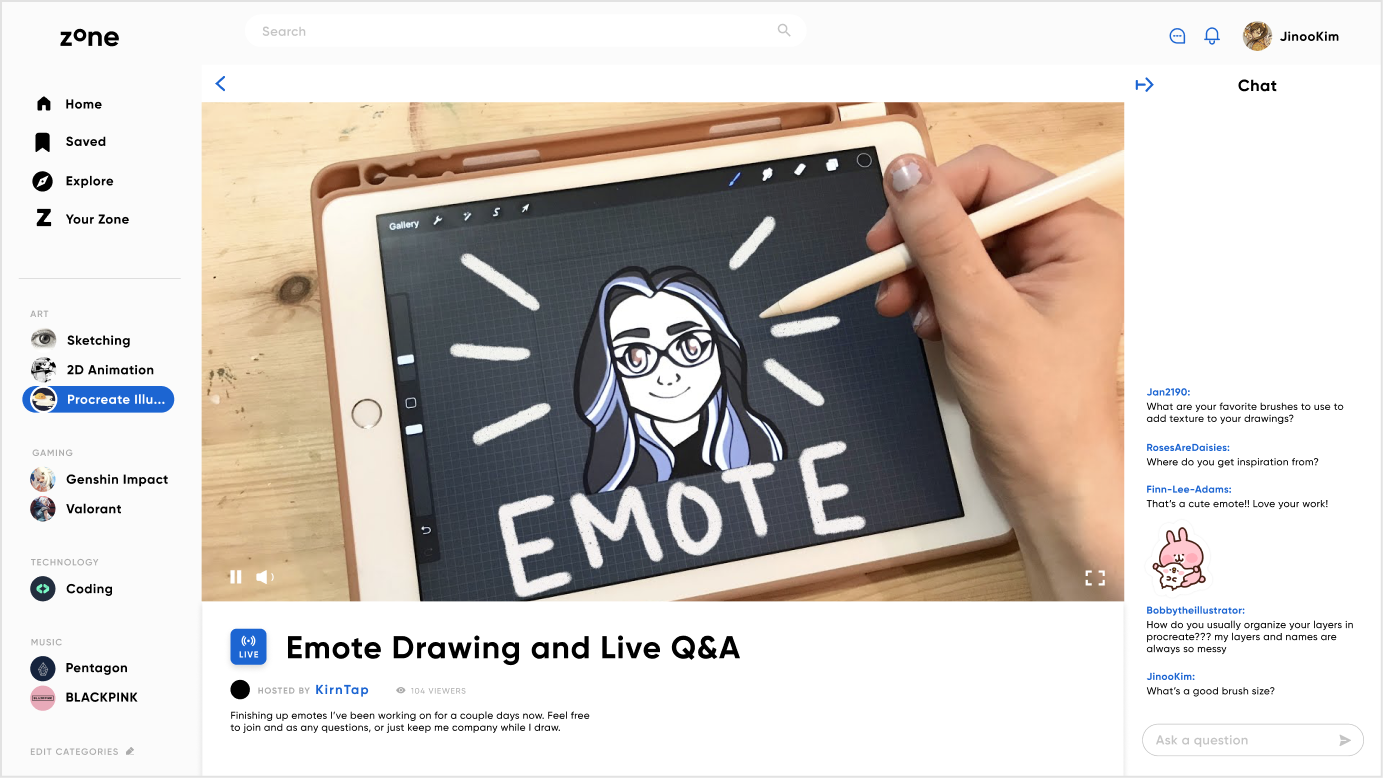 zone
Search
JinooKim
Home
Saved
Explore
Your Zone
ART
Sketching
2D Animation
Procreate Illu...
GAMING
Genshin Impact
Valorant
TECHNOLOGY
Coding
MUSIC
Pentagon
BLACKPINK
EDIT CATEGORIES
Gallery
S
EMOTE
LIVE
Emote Drawing and Live Q&A
HOSTED BY KirnTap
104 VIEWERS
Finishing up emotes I've been working on for a couple days now. Feel free
to join and as any questions, or just keep me company while I draw.
Chat
Jan2190:
What are your favorite brushes to use to
add texture to your drawings?
RosesAreDaisies:
Where do you get inspiration from?
Finn-Lee-Adams:
That's a cute emote!! Love your work!
Bobbytheillustrator:
How do you usually organize your layers in
procreate??? my layers and names are
always so messy
JinooKim:
What's a good brush size?
Ask a question